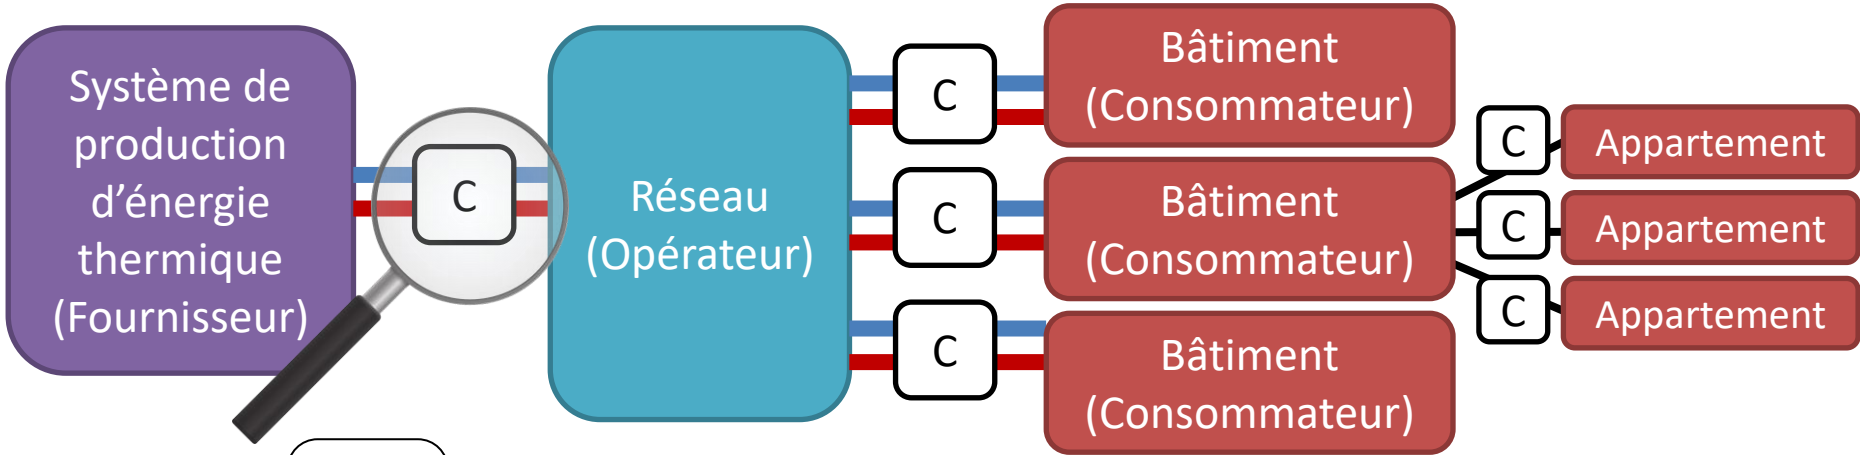 Système de
production
d’énergie
thermique
(Fournisseur)
C
Réseau
(Opérateur)
C
C
C
Bâtiment
(Consommateur)
Bâtiment
(Consommateur)
Bâtiment
(Consommateur)
C
Appartement
C
Appartement
C
Appartement